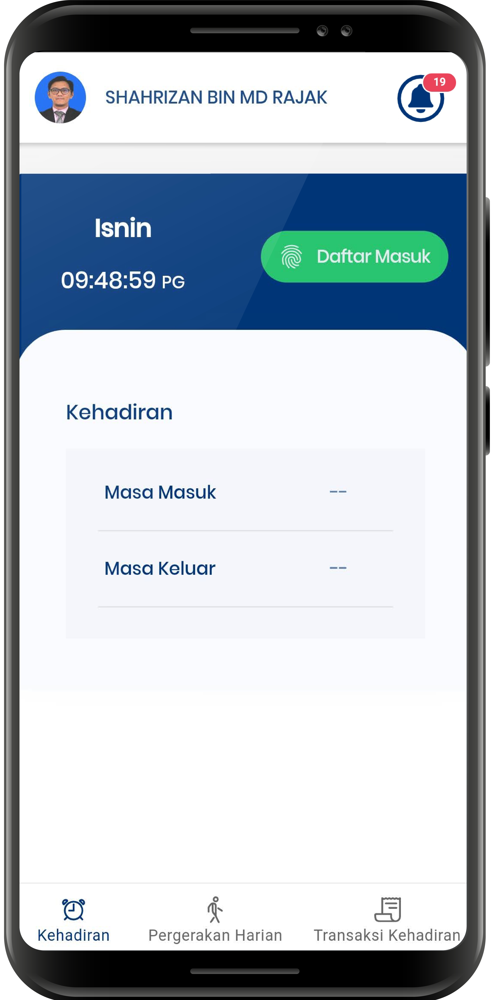 SHAHRIZAN BIN MD RAJAK
19
Isnin
09:48:59 PG
Daftar Masuk
Kehadiran
Masa Masuk --
Masa Keluar --
Kehadiran
Pergerakan Harian
Transaksi Kehadiran